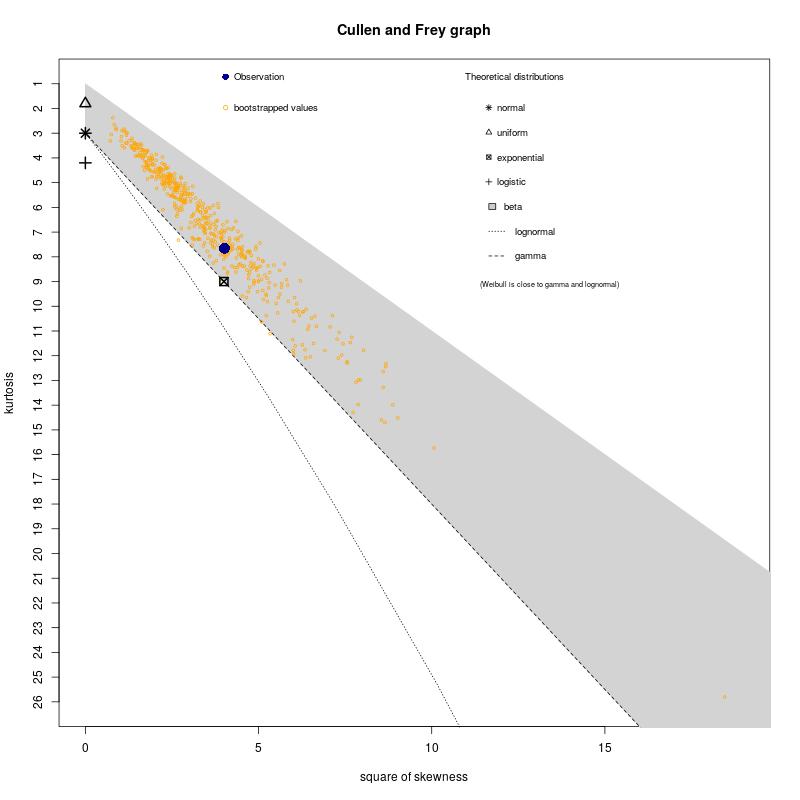 Cullen and Frey graph
Observation
bootstrapped values
Theoretical distributions
normal
uniform
exponential
logistic
beta
lognormal
gamma
(Weibull is close to gamma and lognormal)
kurtosis
1
2
3
4
5
6
7
8
9
10
11
12
13
14
15
16
17
18
19
20
21
22
23
24
25
26
0 5 10 15
square of skewness